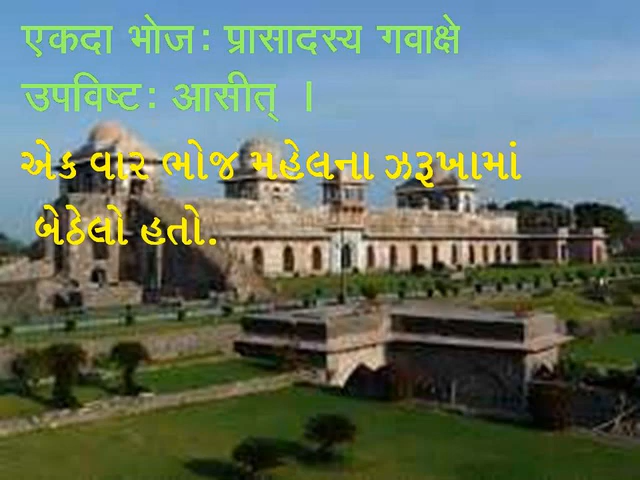 एकदा भोजः प्रासादस्य गवाक्षे
उपविष्टः आसीत् ।
એક વાર ભોજ મહેલના ઝરૂખામાં
બેઠેલો હતો.